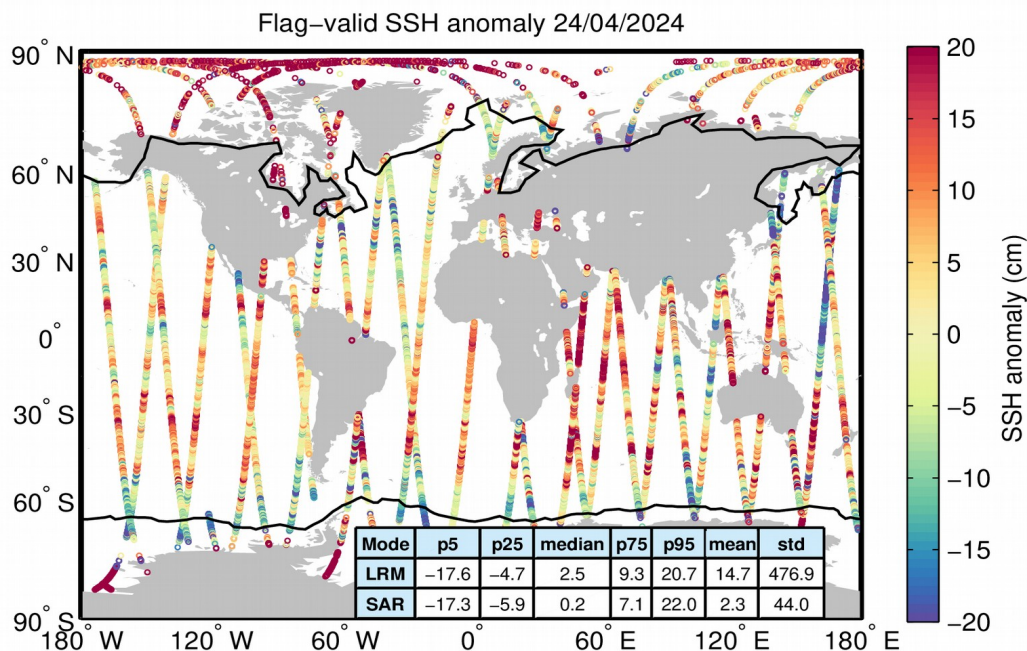 Flag−valid SSH anomaly 24/04/2024
90° N
60° N
30° N
0°
30° S
60° S
90° S
180° W 120° W 60° W 0° 60° E 120° E 180° E
20
15
10
5
0
−5
−10
−15
−20
SSH anomaly (cm)
Mode p5 p25 median p75 p95 mean std
LRM −17.6 −4.7 2.5 9.3 20.7 14.7 476.9
SAR −17.3 −5.9 0.2 7.1 22.0 2.3 44.0